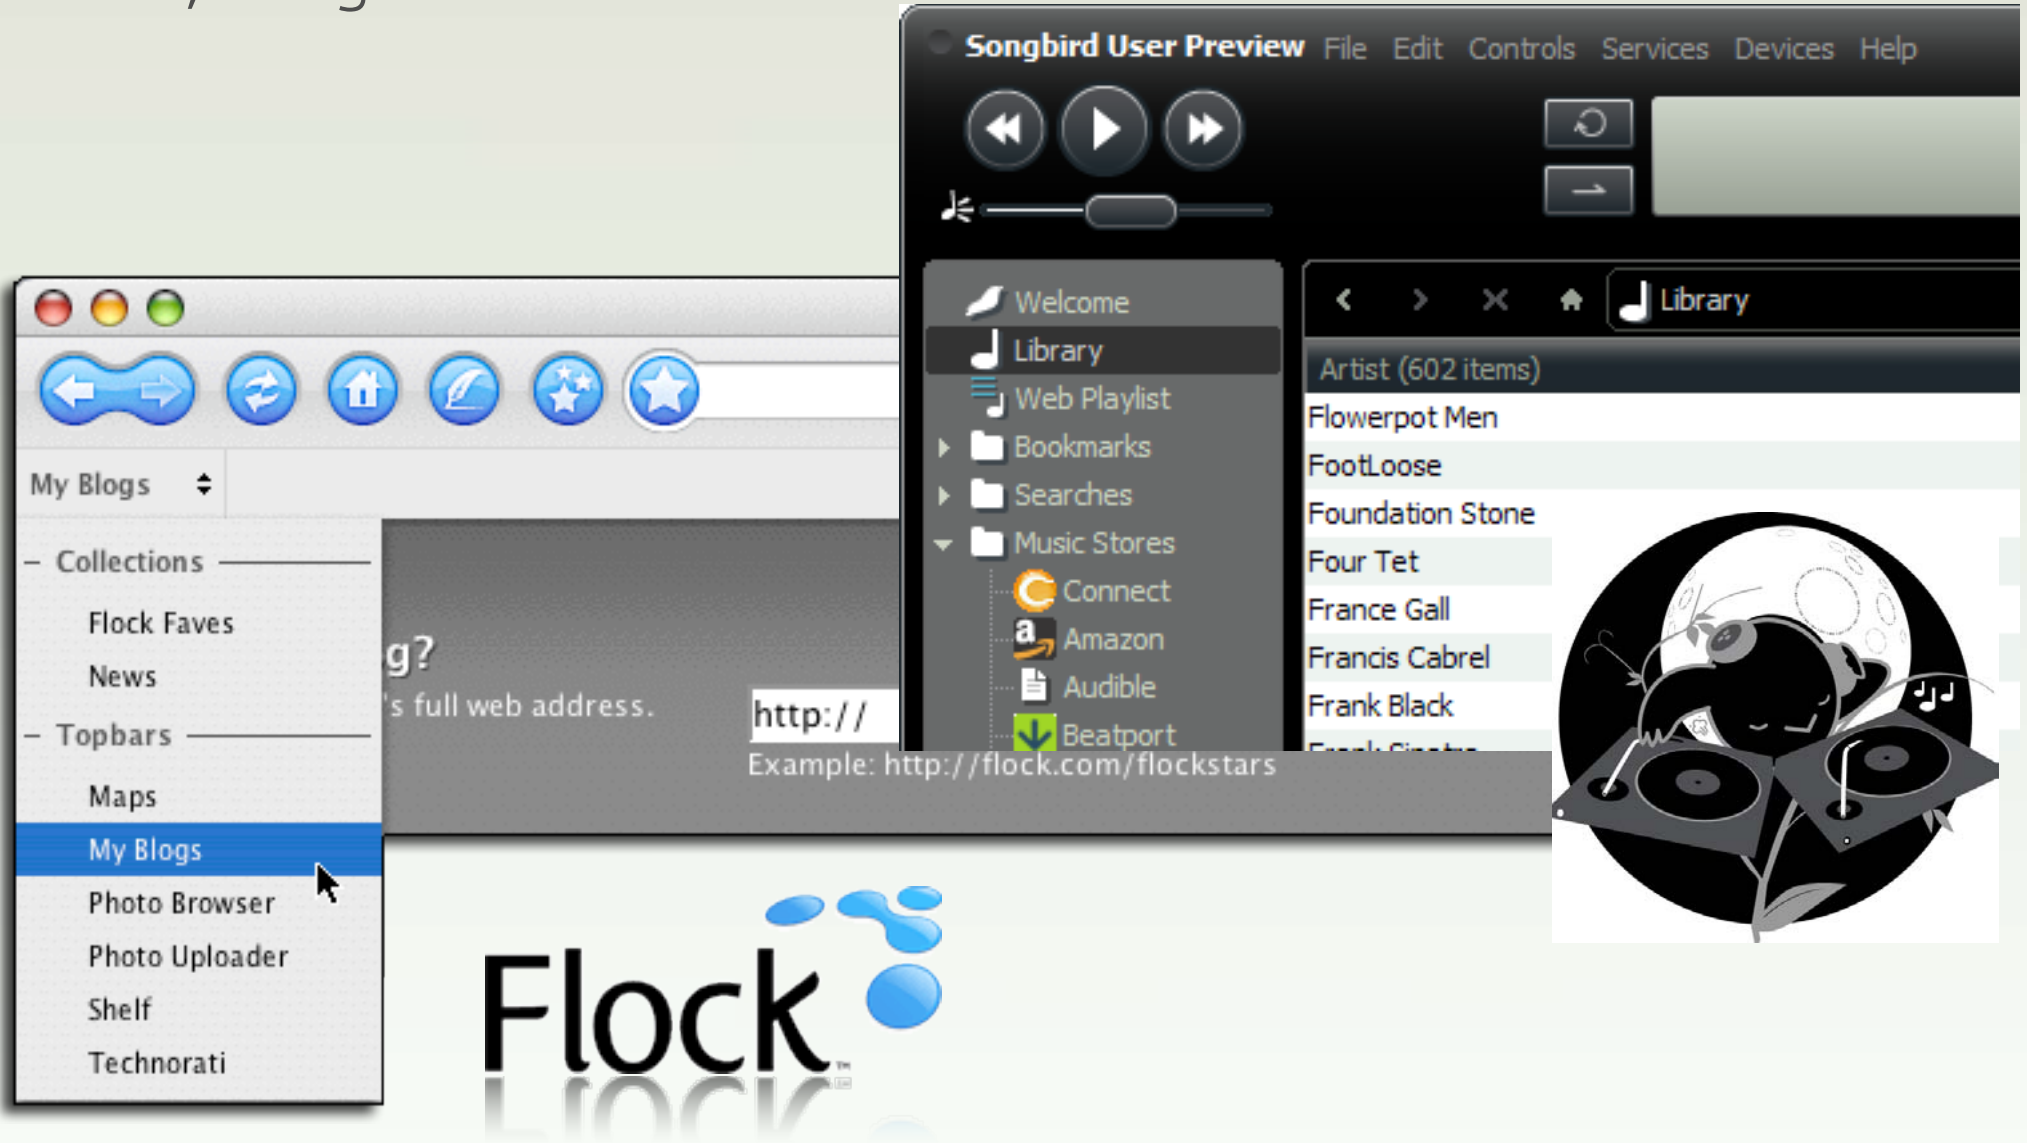 Songbird User Preview File Edit Controls Services Devices Help
Welcome
Library
Web Playlist
Bookmarks
Searches
Music Stores
Connect
Amazon
Audible
Beatport
Library
Artist (602 items)
Flowerpot Men
FootLoose
Foundation Stone
Four Tet
France Gall
Francis Cabrel
Frank Black
My Blogs
Collections
Flock Faves
News
Topbars
Maps
My Blogs
Photo Browser
Photo Uploader
Shelf
Technorati
g?
's full web address.
http://
Example: http://flock.com/flockstars
Flock™